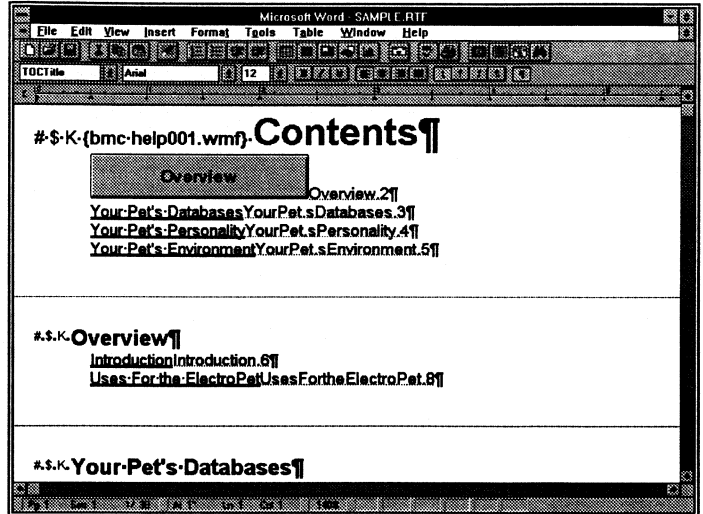 Microsoft Word - SAMPLE.RTF
File Edit View Insert Format Tools Table Window Help
TOCTitle Arial 12
#·$·K·{bmc·help001.wmf}·Contents¶
Overview
Overview.2¶
Your·Pet's·DatabasesYourPet.sDatabases.3¶
Your·Pet's·PersonalityYourPet.sPersonality.4¶
Your·Pet's·EnvironmentYourPet.sEnvironment.5¶
#.$.K·Overview¶
IntroductionIntroduction.6¶
Uses·For·the·ElectroPetUsesFortheElectroPet.8¶
#.$.K·Your·Pet's·Databases¶
Pg 1